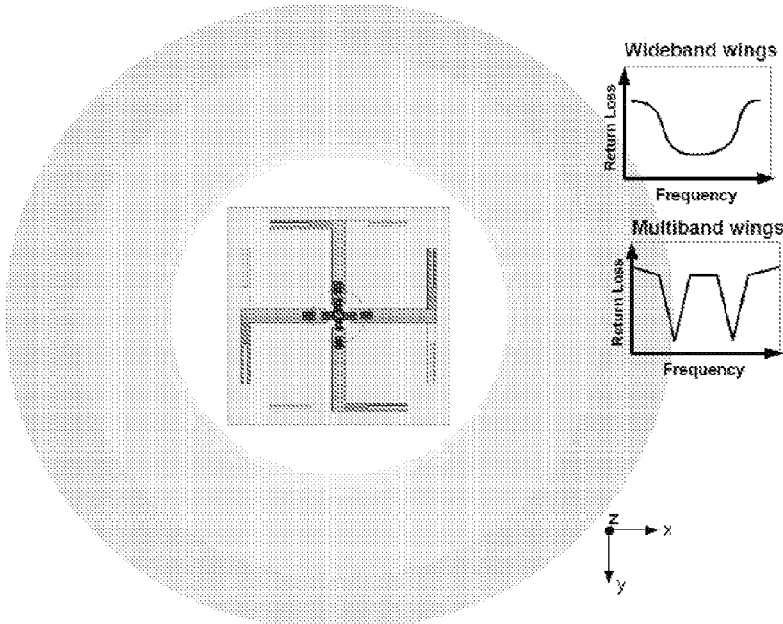 Wideband wings
Return Loss
Frequency
Multiband wings
Return Loss
Frequency
z
x
y